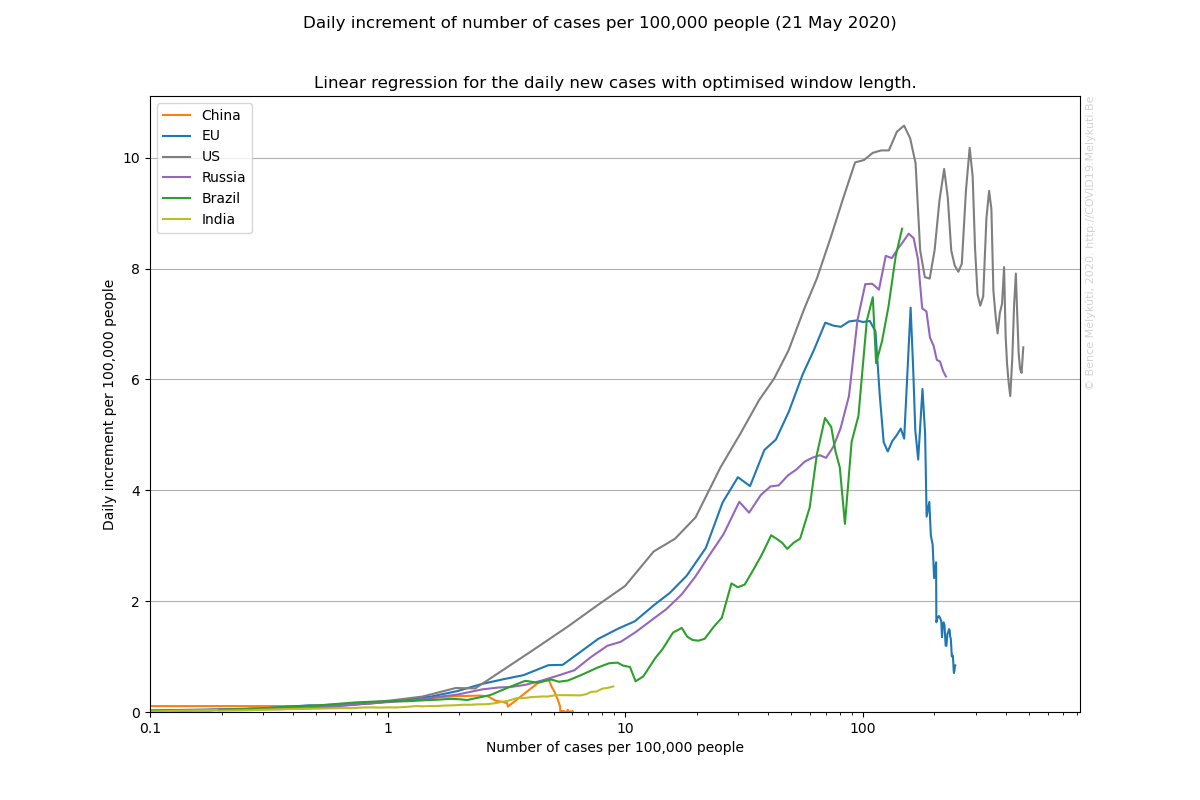 Daily increment of number of cases per 100,000 people (21 May 2020)
Linear regression for the daily new cases with optimised window length.
China
EU
US
Russia
Brazil
India
10
8
6
4
2
0
Daily increment per 100,000 people
0.1
1
10
100
Number of cases per 100,000 people
© Bence Mélykúti, 2020. http://COVID19.Melykuti.Be